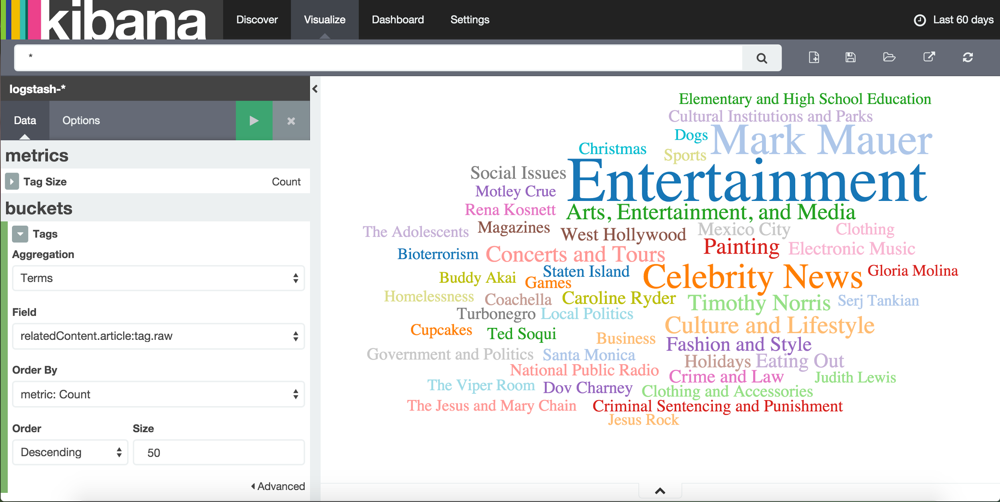 kibana Discover Visualize Dashboard Settings Last 60 days
*
logstash-*
Data Options
metrics
Tag Size Count
buckets
Tags
Aggregation
Terms
Field
relatedContent.article:tag.raw
Order By
metric: Count
Order Size
Descending 50
Advanced
Elementary and High School Education
Cultural Institutions and Parks
Dogs Mark Mauer
Christmas Sports
Social Issues Entertainment
Motley Crue
Rena Kosnett Arts, Entertainment, and Media
The Adolescents Magazines West Hollywood Mexico City Clothing
Bioterrorism Concerts and Tours Painting Electronic Music
Buddy Akai Games Staten Island Celebrity News Gloria Molina
Homelessness Coachella Caroline Ryder Timothy Norris Serj Tankian
Turbonegro Local Politics
Cupcakes Ted Soqui Business Culture and Lifestyle
Fashion and Style
Government and Politics Santa Monica Holidays Eating Out
National Public Radio Crime and Law Judith Lewis
The Viper Room Dov Charney Clothing and Accessories
The Jesus and Mary Chain Criminal Sentencing and Punishment
Jesus Rock